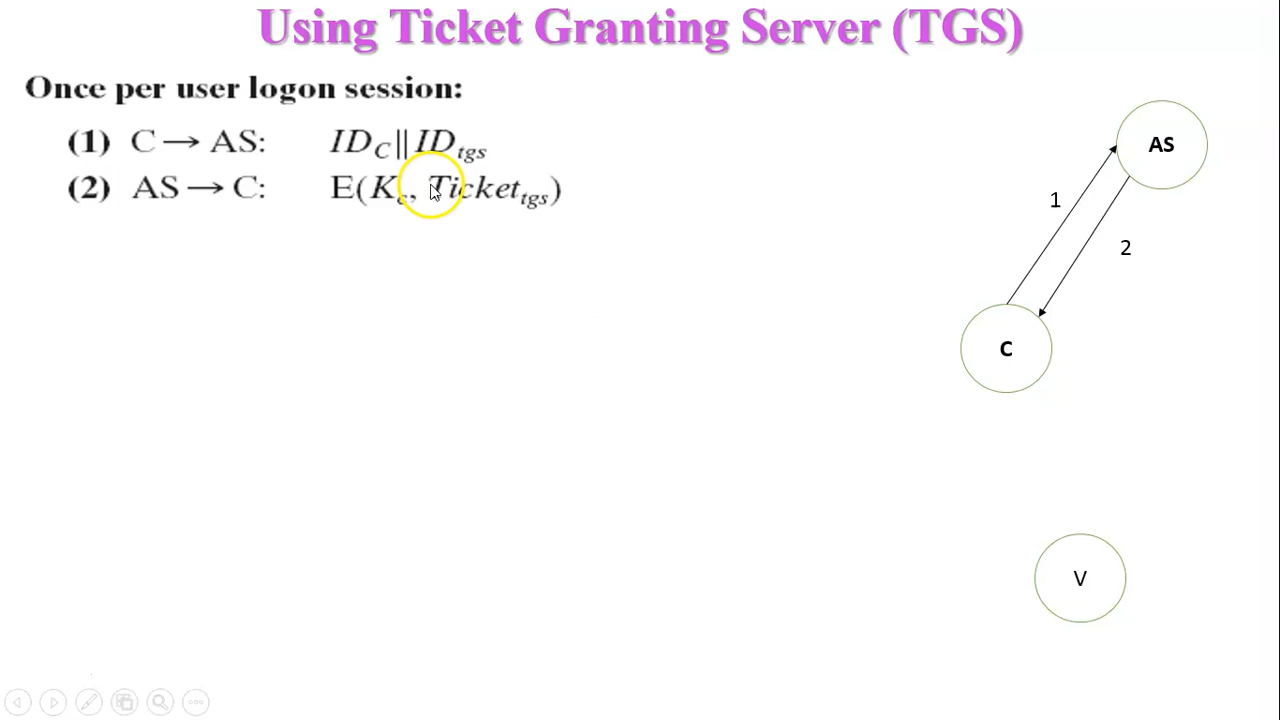 Using Ticket Granting Server (TGS)
Once per user logon session:
(1) C → AS: ID_C || ID_tgs
(2) AS → C: E(K_c, Ticket_tgs)
AS
1
2
C
V